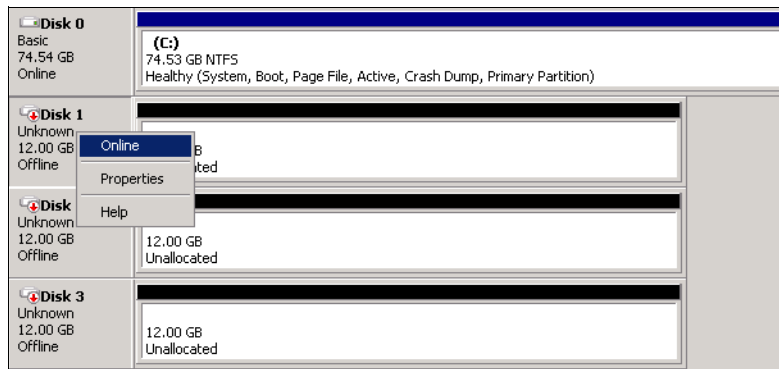 Disk 0
Basic
74.54 GB
Online
(C:)
74.53 GB NTFS
Healthy (System, Boot, Page File, Active, Crash Dump, Primary Partition)
Disk 1
Unknown
12.00 GB
Offline
B
ted
Online
Properties
Help
Disk
Unknown
12.00 GB
Offline
12.00 GB
Unallocated
Disk 3
Unknown
12.00 GB
Offline
12.00 GB
Unallocated